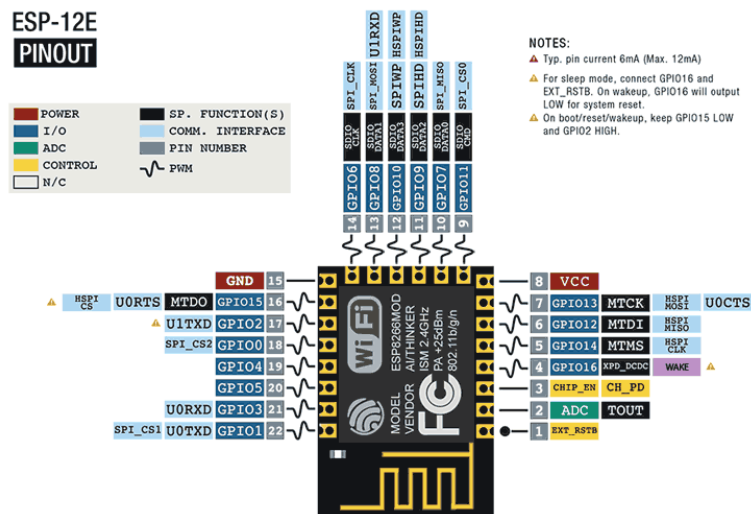 ESP-12E
PINOUT
POWER
I/O
ADC
CONTROL
N/C
SP. FUNCTION(S)
COMM. INTERFACE
PIN NUMBER
PWM
NOTES:
Typ. pin current 6mA (Max. 12mA)
For sleep mode, connect GPIO16 and
EXT_RSTB. On wakeup, GPIO16 will output
LOW for system reset.
On boot/reset/wakeup, keep GPIO15 LOW
and GPIO2 HIGH.
SPI_CLK SDIO CLK GPIO6 14
U1RXD SPI_MOSI SDIO DATA1 GPIO8 13
HSPIWP SPIWP SDIO DATA3 GPIO10 12
HSPIHD SPIHD SDIO DATA2 GPIO9 11
SPI_MISO SDIO DATA0 GPIO7 10
SPI_CS0 SDIO CMD GPIO11 9
GND 15
HSPI CS U0RTS MTDO GPIO15 16
U1TXD GPIO2 17
SPI_CS2 GPIO0 18
GPIO4 19
GPIO5 20
U0RXD GPIO3 21
SPI_CS1 U0TXD GPIO1 22
WiFi
ESP8266MOD
AI/THINKER
ISM 2.4GHz
PA +25dBm
802.11b/g/n
MODEL
VENDOR
FC
8 VCC
7 GPIO13 MTCK HSPI MOSI U0CTS
6 GPIO12 MTDI HSPI MISO
5 GPIO14 MTMS HSPI CLK
4 GPIO16 XPD_DCDC WAKE
3 CHIP_EN CH_PD
2 ADC TOUT
1 EXT_RSTB